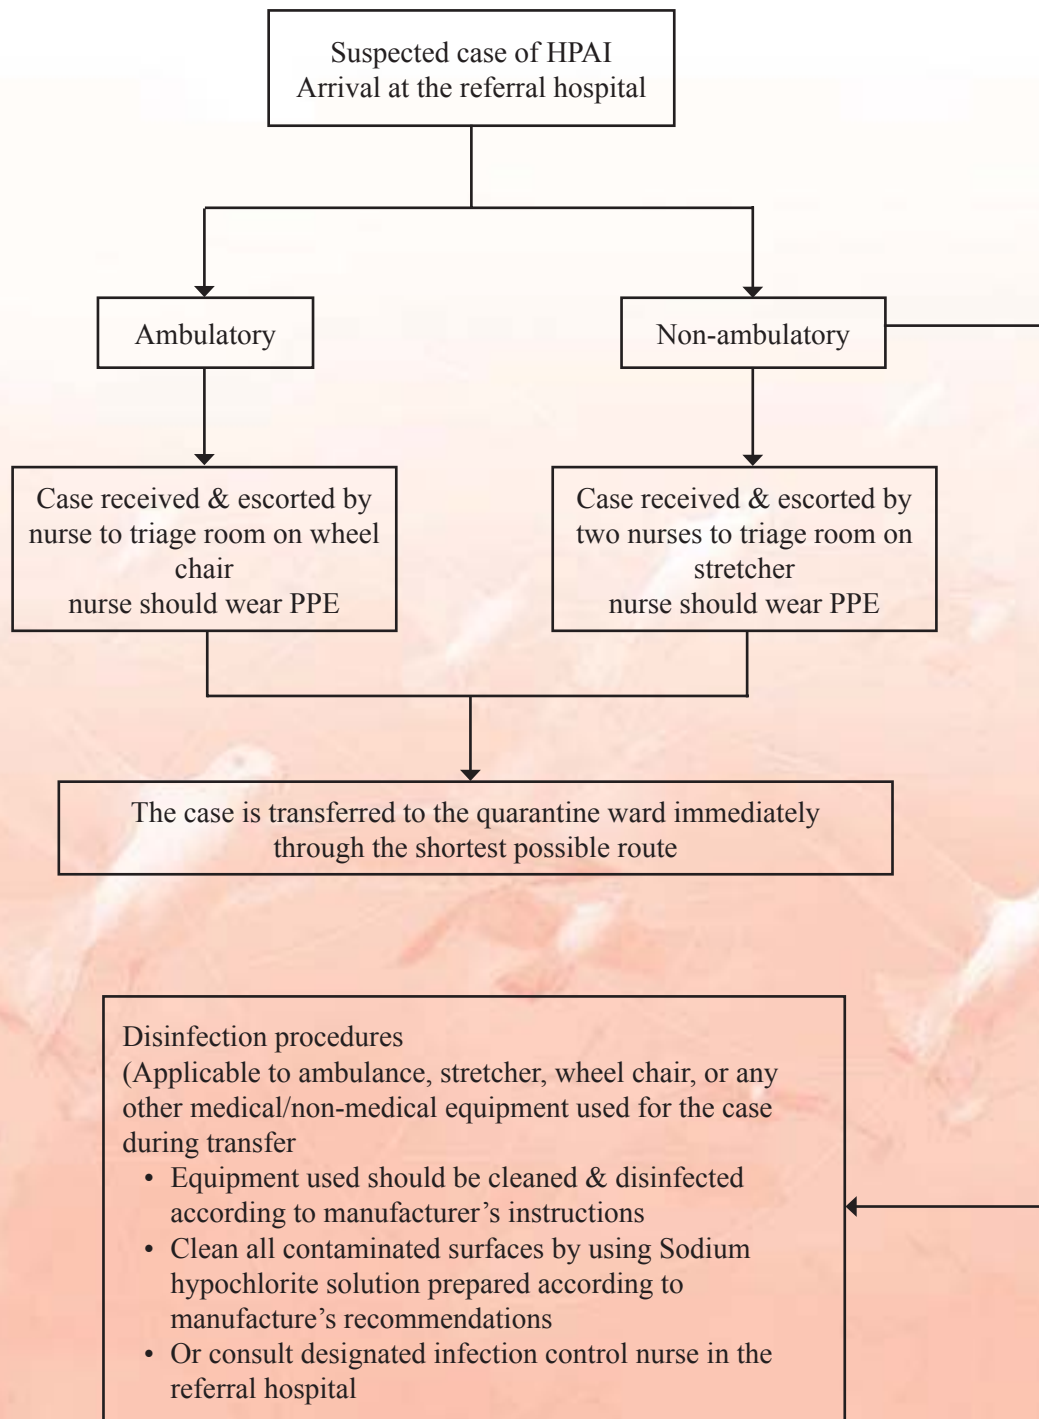 Suspected case of HPAI
Arrival at the referral hospital
Ambulatory
Non-ambulatory
Case received & escorted by
nurse to triage room on wheel
chair
nurse should wear PPE
Case received & escorted by
two nurses to triage room on
stretcher
nurse should wear PPE
The case is transferred to the quarantine ward immediately
through the shortest possible route
Disinfection procedures
(Applicable to ambulance, stretcher, wheel chair, or any
other medical/non-medical equipment used for the case
during transfer
• Equipment used should be cleaned & disinfected
according to manufacturer’s instructions
• Clean all contaminated surfaces by using Sodium
hypochlorite solution prepared according to
manufacture’s recommendations
• Or consult designated infection control nurse in the
referral hospital